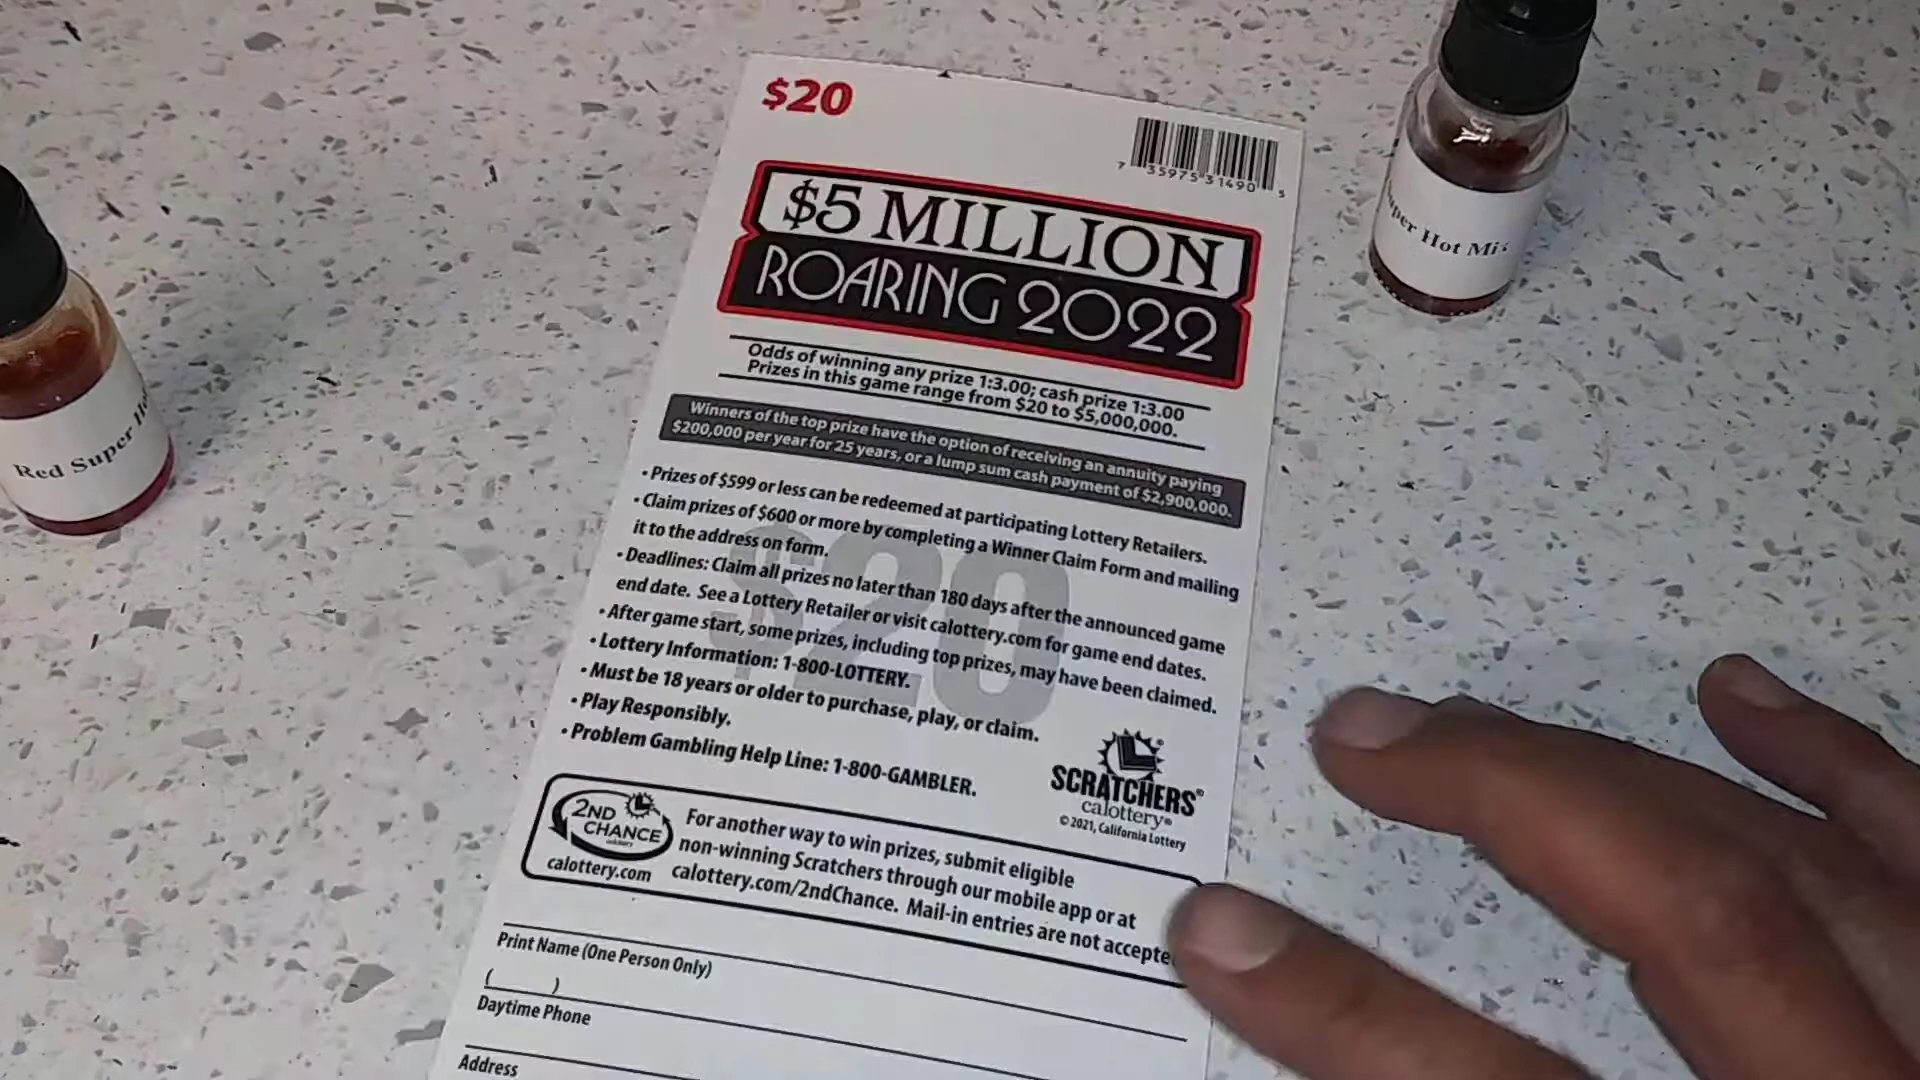 $20
7 35975 31490 5
$5 MILLION
ROARING 2022
Odds of winning any prize 1:3.00; cash prize 1:3.00
Prizes in this game range from $20 to $5,000,000.
Winners of the top prize have the option of receiving an annuity paying
$200,000 per year for 25 years, or a lump sum cash payment of $2,900,000.
• Prizes of $599 or less can be redeemed at participating Lottery Retailers.
• Claim prizes of $600 or more by completing a Winner Claim Form and mailing
it to the address on form.
• Deadlines: Claim all prizes no later than 180 days after the announced game
end date. See a Lottery Retailer or visit calottery.com for game end dates.
• After game start, some prizes, including top prizes, may have been claimed.
• Lottery Information: 1-800-LOTTERY.
• Must be 18 years or older to purchase, play, or claim.
• Play Responsibly.
• Problem Gambling Help Line: 1-800-GAMBLER.
$20
SCRATCHERS®
calottery®
© 2021, California Lottery
2ND
CHANCE
calottery.com
For another way to win prizes, submit eligible
non-winning Scratchers through our mobile app or at
calottery.com/2ndChance. Mail-in entries are not accepte
Print Name (One Person Only)
( )
Daytime Phone
Address
Red Super Ho
uper Hot Mi